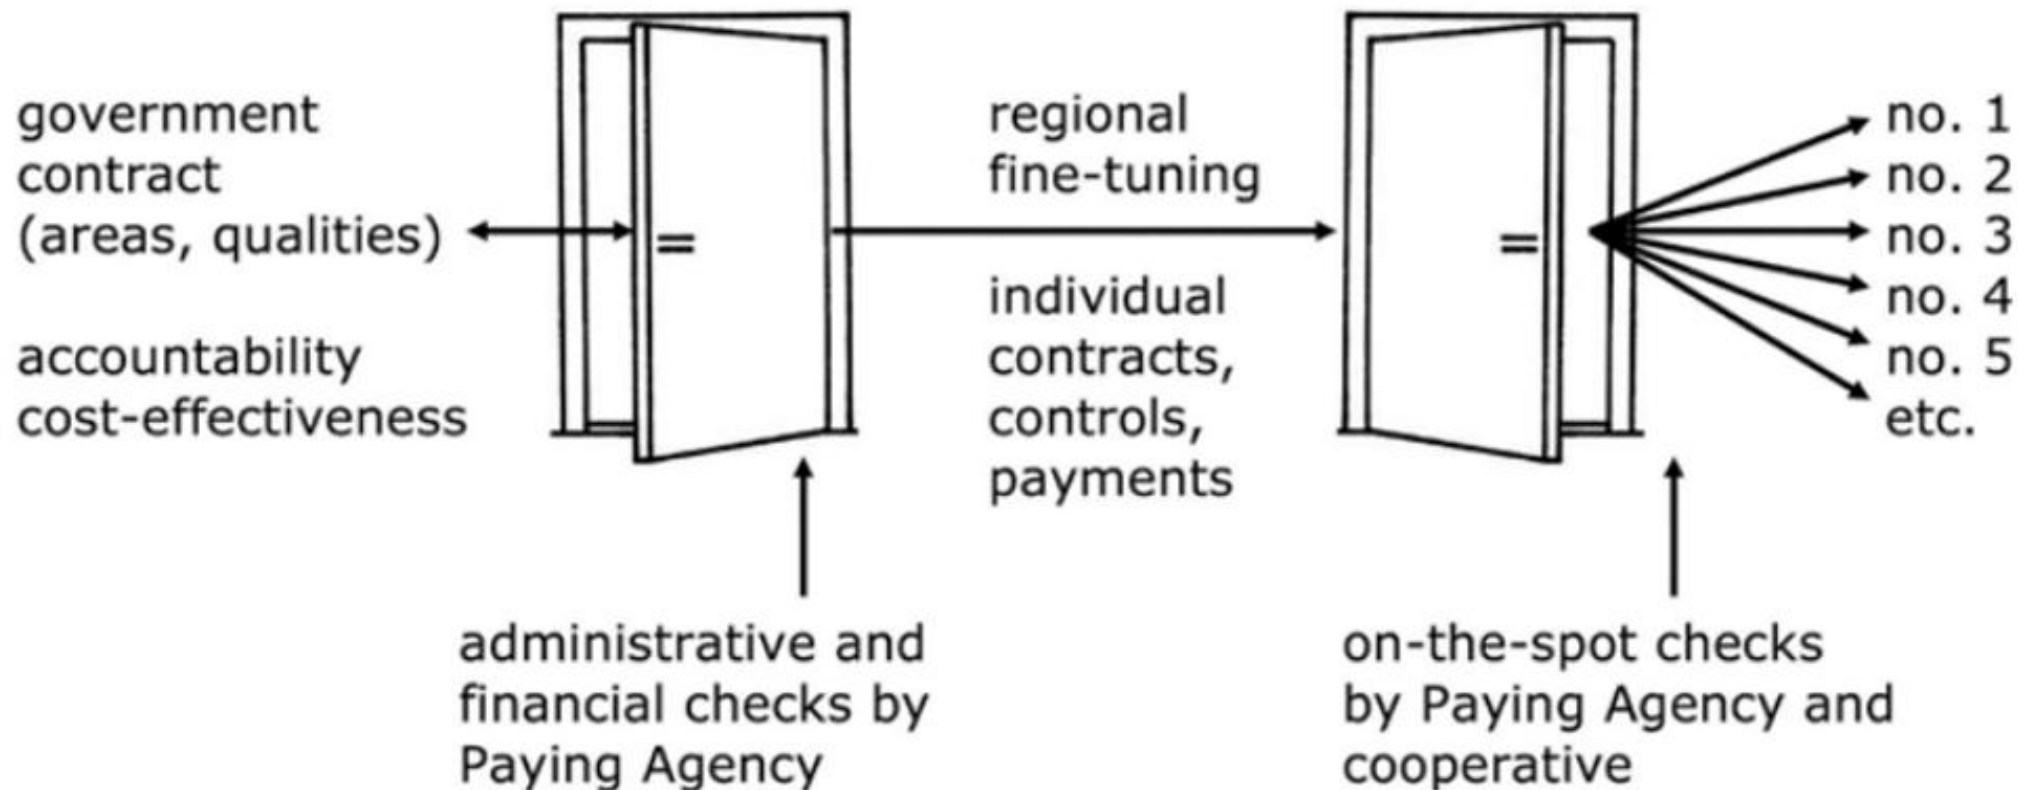 government
contract
(areas, qualities)
accountability
cost-effectiveness
regional
fine-tuning
individual
contracts,
controls,
payments
no. 1
no. 2
no. 3
no. 4
no. 5
etc.
administrative and
financial checks by
Paying Agency
on-the-spot checks
by Paying Agency and
cooperative